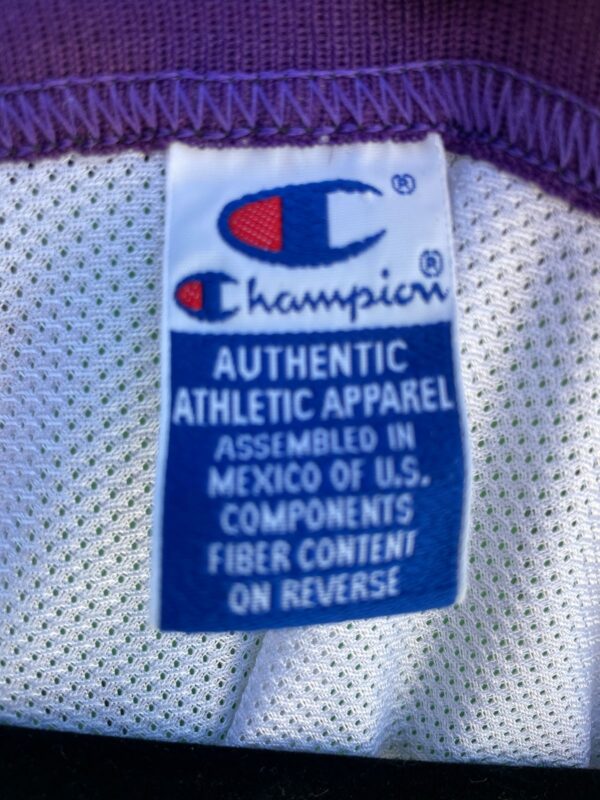 ®
Champion®
AUTHENTIC
ATHLETIC APPAREL
ASSEMBLED IN
MEXICO OF U.S.
COMPONENTS
FIBER CONTENT
ON REVERSE